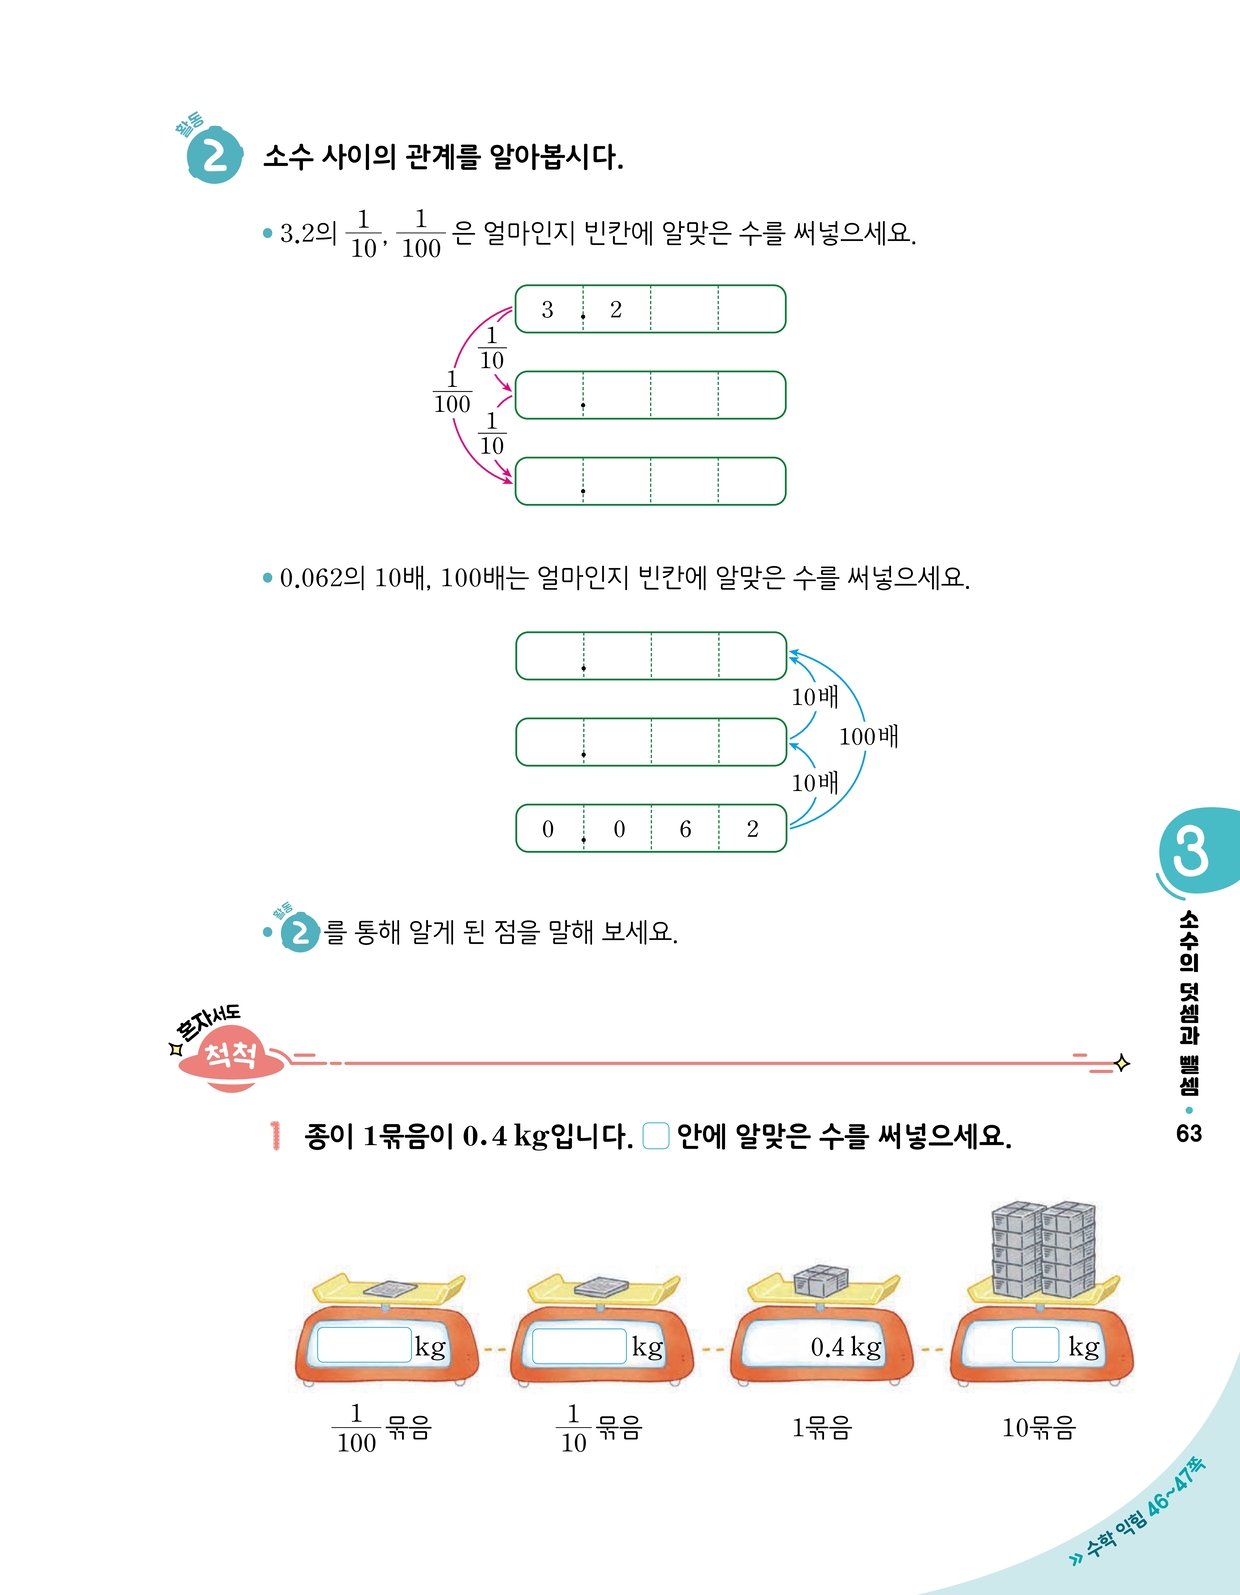 활동
2 소수 사이의 관계를 알아봅시다.
• 3.2의 1/10, 1/100은 얼마인지 빈칸에 알맞은 수를 써넣으세요.
3 . 2
1/10
.
1/100
1/10
.
• 0.062의 10배, 100배는 얼마인지 빈칸에 알맞은 수를 써넣으세요.
.
10배
100배
.
10배
0 . 0 6 2
• 활동 2 를 통해 알게 된 점을 말해 보세요.
혼자서도
척척
1 종이 1묶음이 0.4 kg입니다. □ 안에 알맞은 수를 써넣으세요.
kg kg 0.4 kg kg
1/100 묶음 1/10 묶음 1묶음 10묶음
3
소수의 덧셈과 뺄셈 •
63
» 수학 익힘 46~47쪽